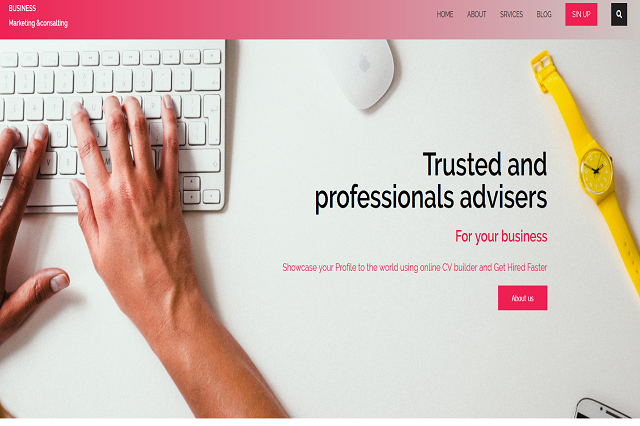 BUSINESS
Marketing &consalting
HOME ABOUT SRVICES BLOG SIN UP
Trusted and
professionals advisers
For your business
Showcase your Profile to the world using online CV builder and Get Hired Faster
About us